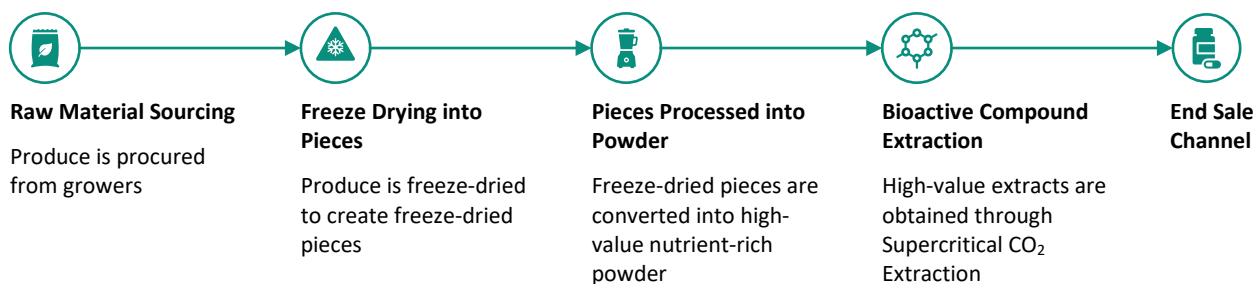 Raw Material Sourcing
Produce is procured
from growers
Freeze Drying into
Pieces
Produce is freeze-dried
to create freeze-dried
pieces
Pieces Processed into
Powder
Freeze-dried pieces are
converted into high-
value nutrient-rich
powder
Bioactive Compound
Extraction
High-value extracts are
obtained through
Supercritical CO₂
Extraction
End Sale
Channel